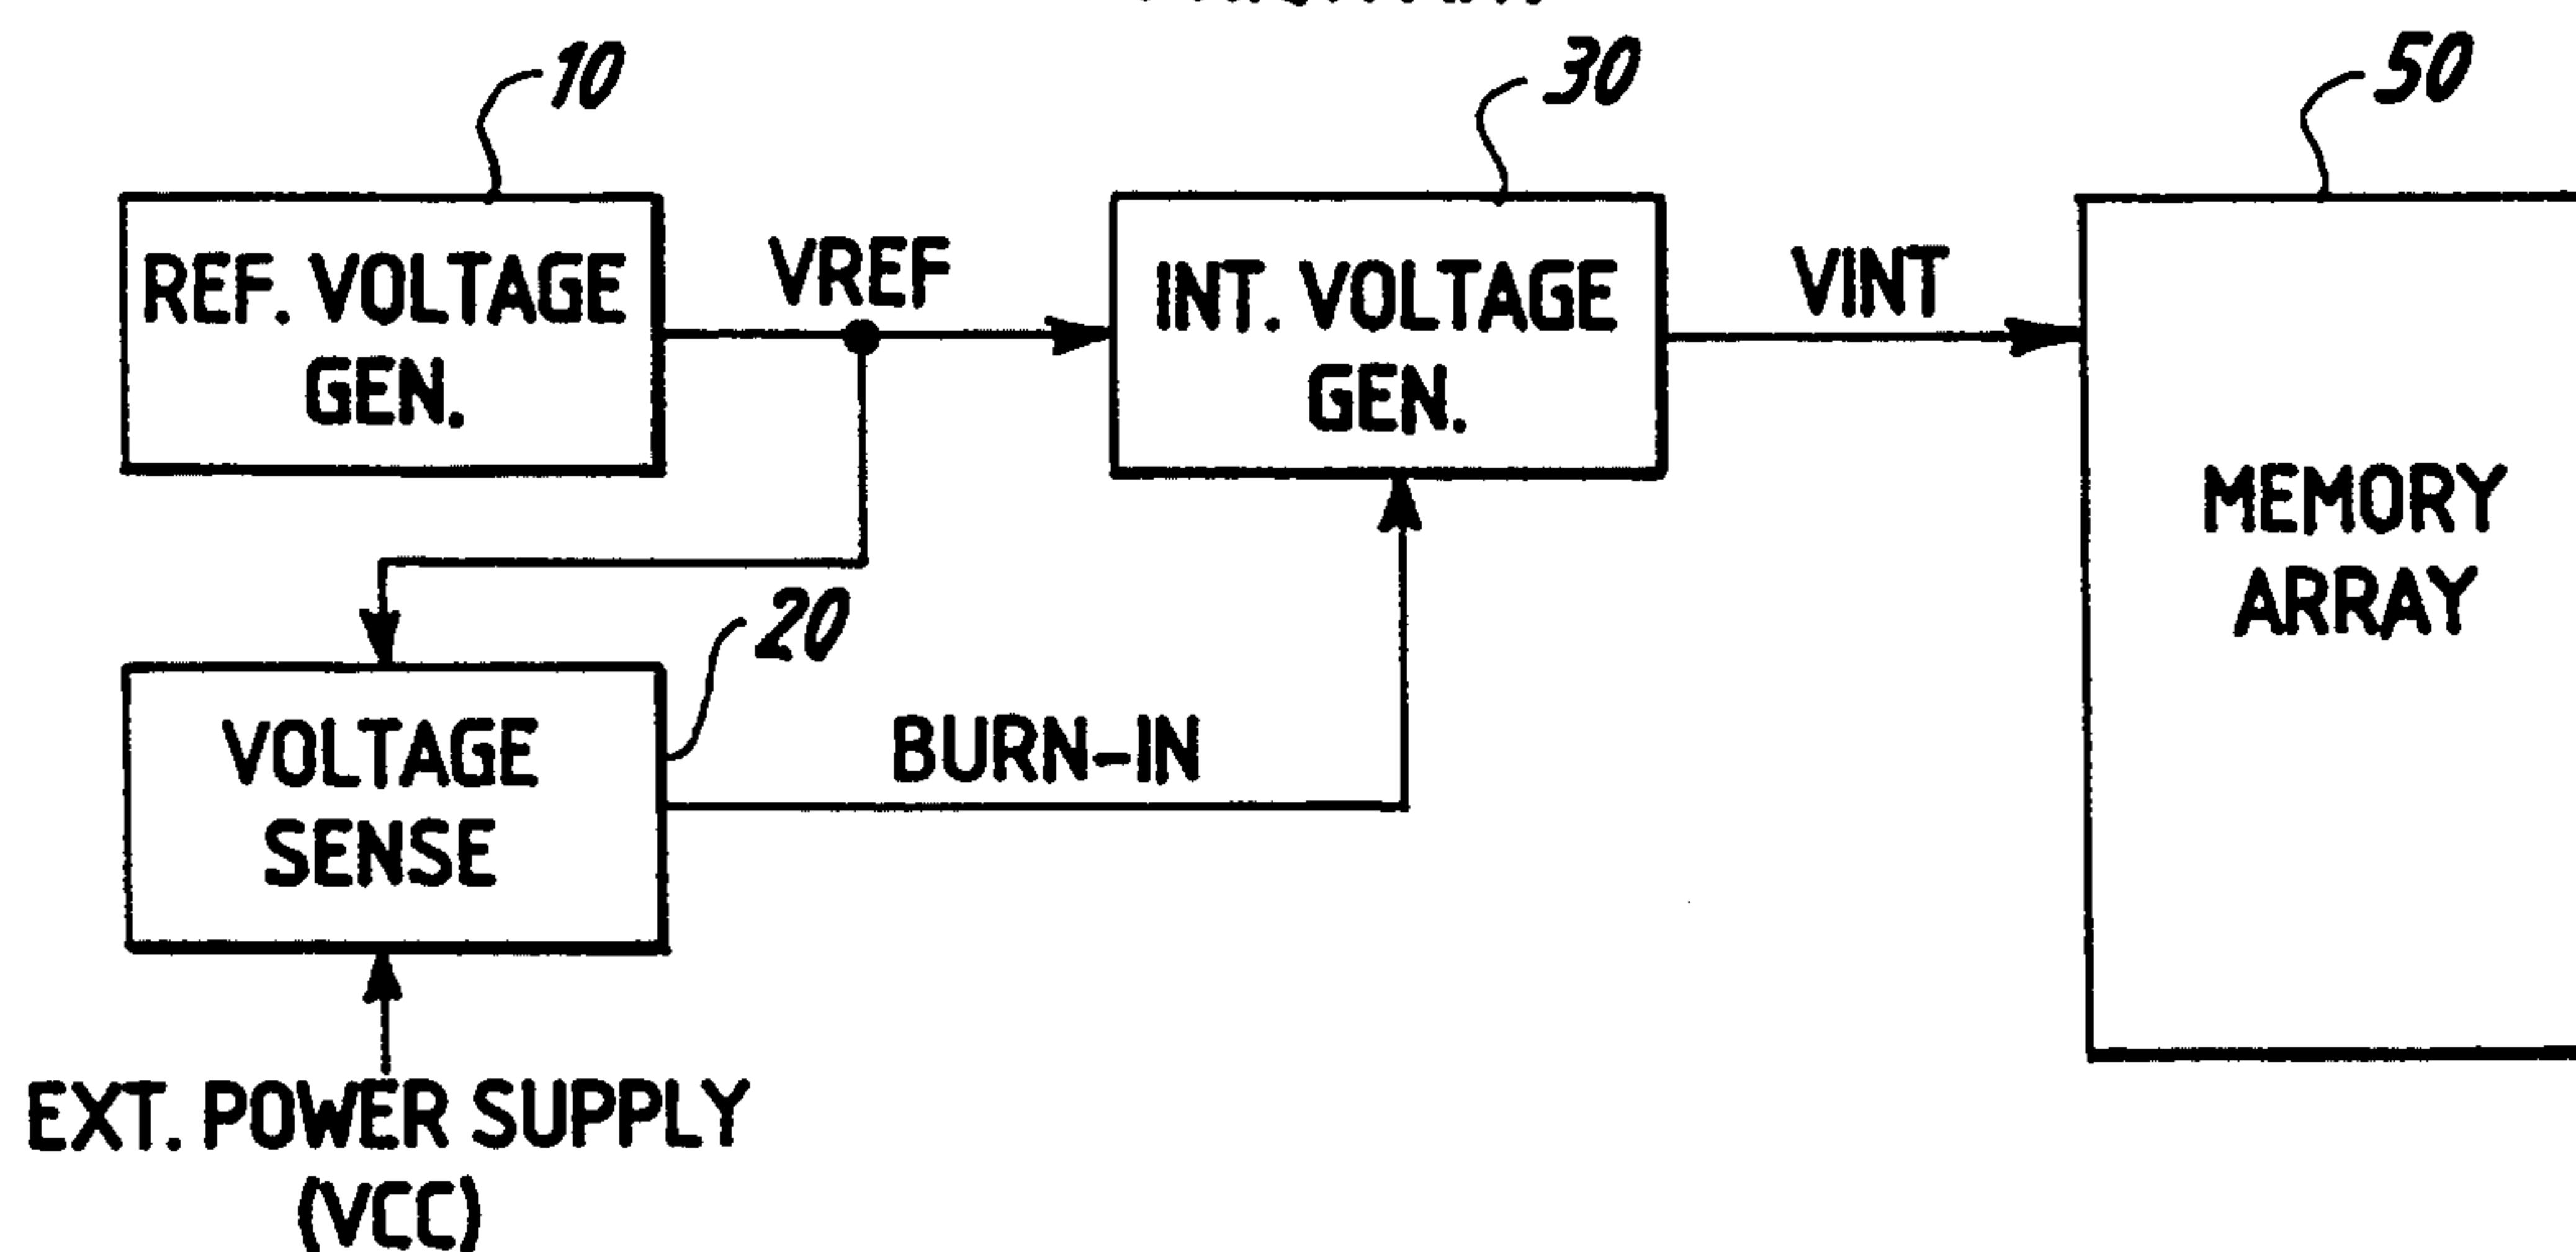 10
30
50
REF. VOLTAGE
GEN.
VREF
INT. VOLTAGE
GEN.
VINT
MEMORY
ARRAY
20
VOLTAGE
SENSE
BURN-IN
EXT. POWER SUPPLY
(VCC)